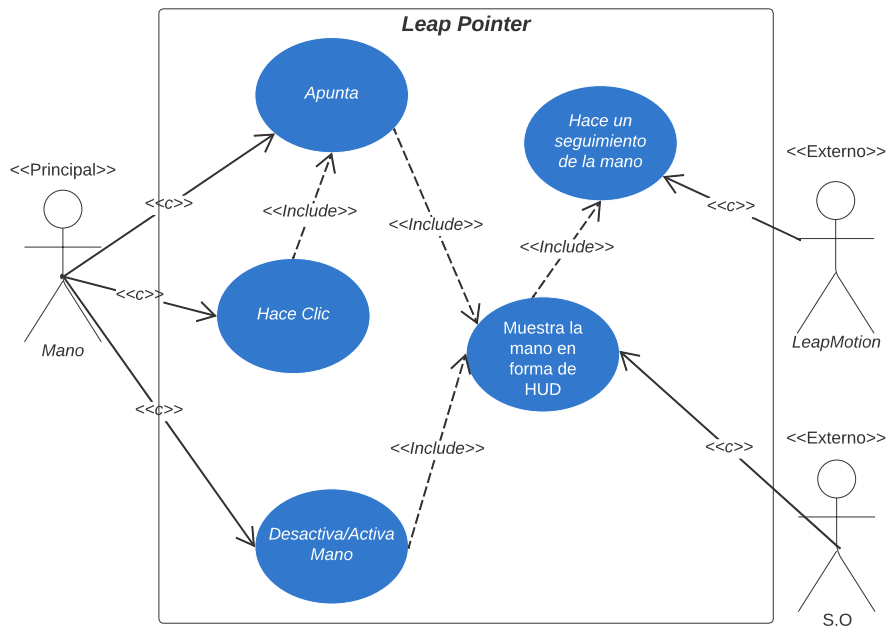 Leap Pointer
Apunta
Hace un
seguimiento
de la mano
<<Principal>>
<<Externo>>
<<c>>
<<Include>>
<<Include>>
<<c>>
<<Include>>
<<c>>
Hace Clic
Mano
Muestra la
mano en
forma de
HUD
LeapMotion
<<c>>
<<Include>>
<<c>>
<<Externo>>
Desactiva/Activa
Mano
S.O